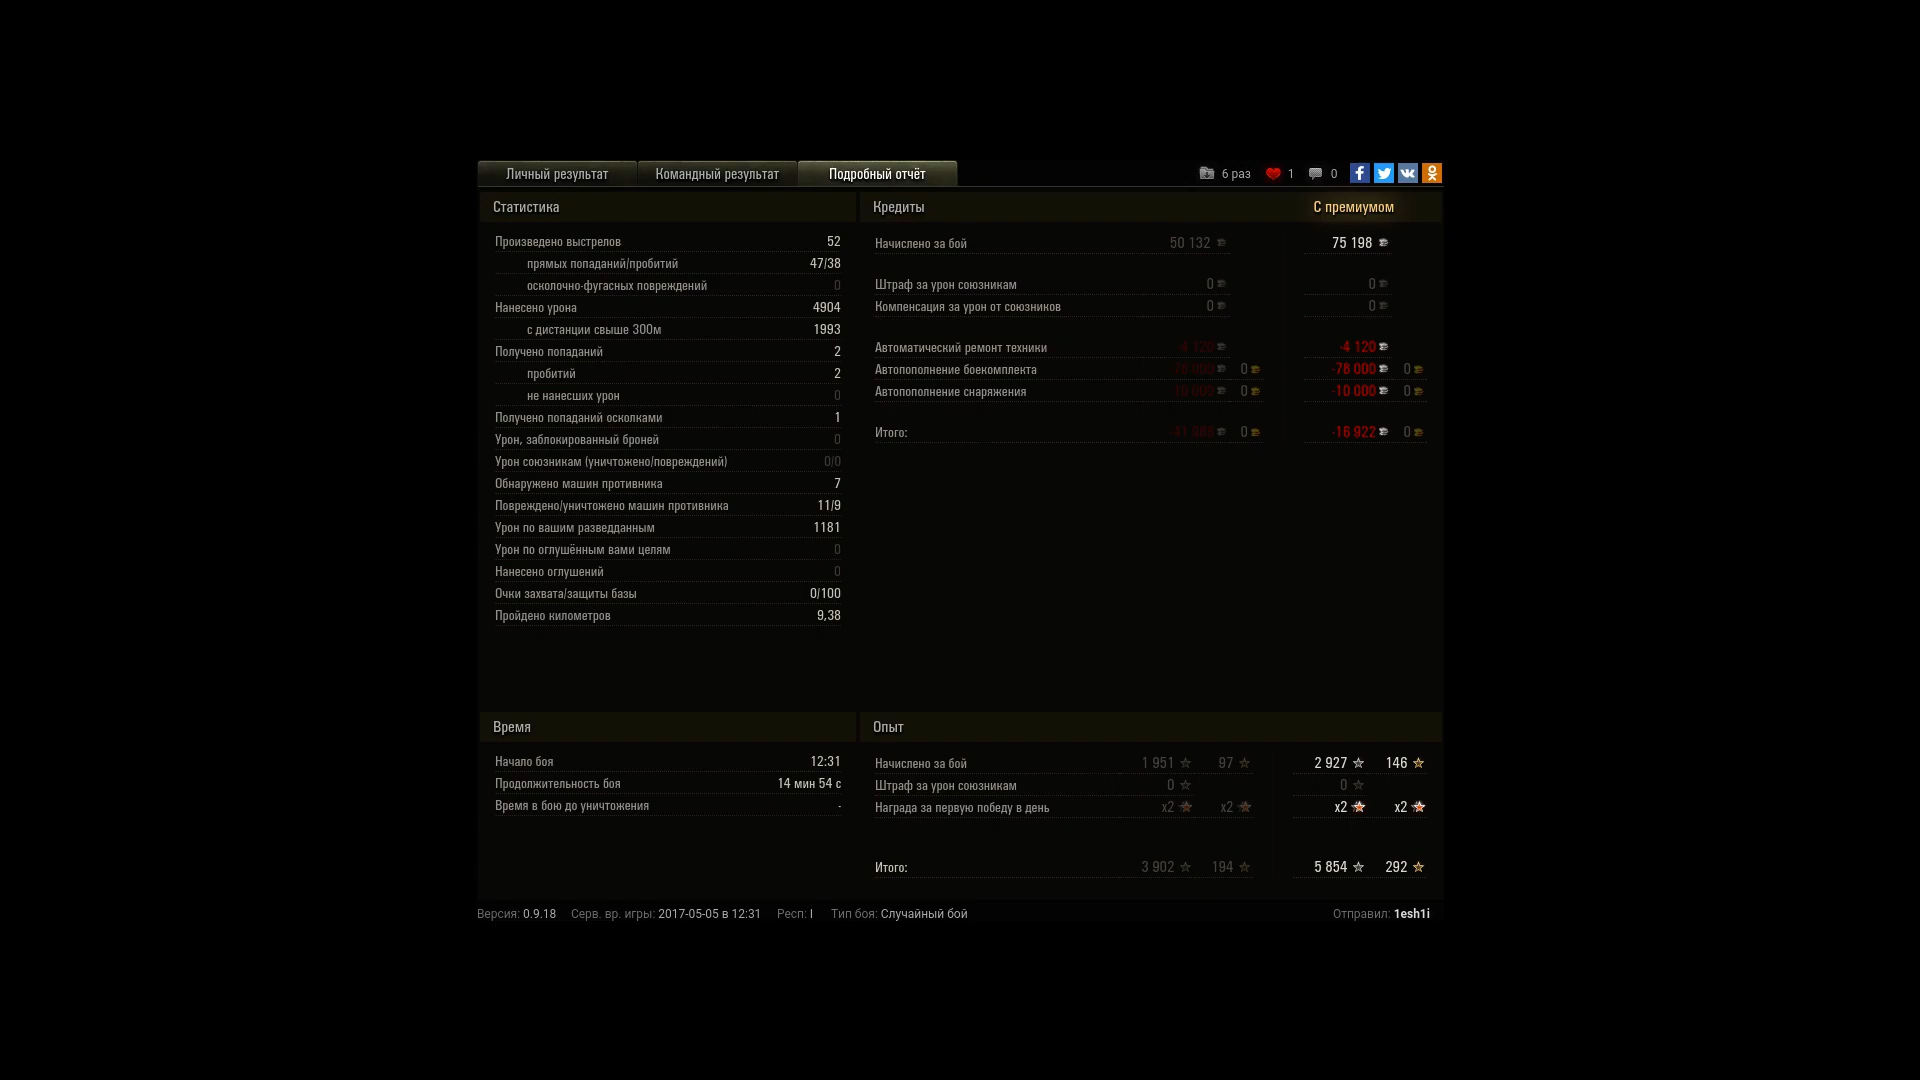 Личный результат Командный результат Подробный отчёт 6 раз 1 0
Статистика
Произведено выстрелов 52
прямых попаданий/пробитий 47/38
осколочно-фугасных повреждений 0
Нанесено урона 4904
с дистанции свыше 300м 1993
Получено попаданий 2
пробитий 2
не нанесших урон 0
Получено попаданий осколками 1
Урон, заблокированный броней 0
Урон союзникам (уничтожено/повреждений) 0/0
Обнаружено машин противника 7
Повреждено/уничтожено машин противника 11/9
Урон по вашим разведданным 1181
Урон по оглушённым вами целям 0
Нанесено оглушений 0
Очки захвата/защиты базы 0/100
Пройдено километров 9,38
Кредиты С премиумом
Начислено за бой 50 132 75 198
Штраф за урон союзникам 0 0
Компенсация за урон от союзников 0 0
Автоматический ремонт техники -4 120 -4 120
Автопополнение боекомплекта -78 000 0 -78 000 0
Автопополнение снаряжения -10 000 0 -10 000 0
Итого: -41 988 0 -16 922 0
Время
Начало боя 12:31
Продолжительность боя 14 мин 54 с
Время в бою до уничтожения -
Опыт
Начислено за бой 1 951 97 2 927 146
Штраф за урон союзникам 0 0
Награда за первую победу в день x2 x2 x2 x2
Итого: 3 902 194 5 854 292
Версия: 0.9.18 Серв. вр. игры: 2017-05-05 в 12:31 Респ: I Тип боя: Случайный бой Отправил: 1esh1i